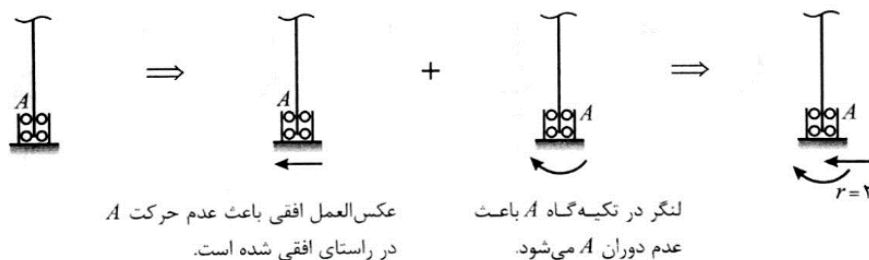 A
⇒
A
+
A
⇒
A
r=۲
عکس‌العمل افقی باعث عدم حرکت A
در راستای افقی شده است.
لنگر در تکیه‌گاه A باعث
عدم دوران A می‌شود.